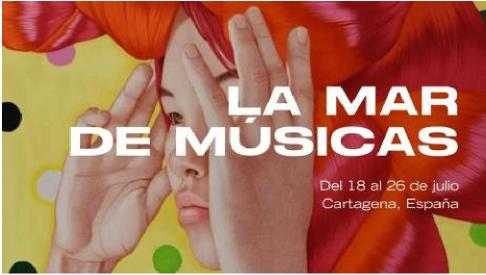 LA MAR
DE MÚSICAS
Del 18 al 26 de julio
Cartagena, España